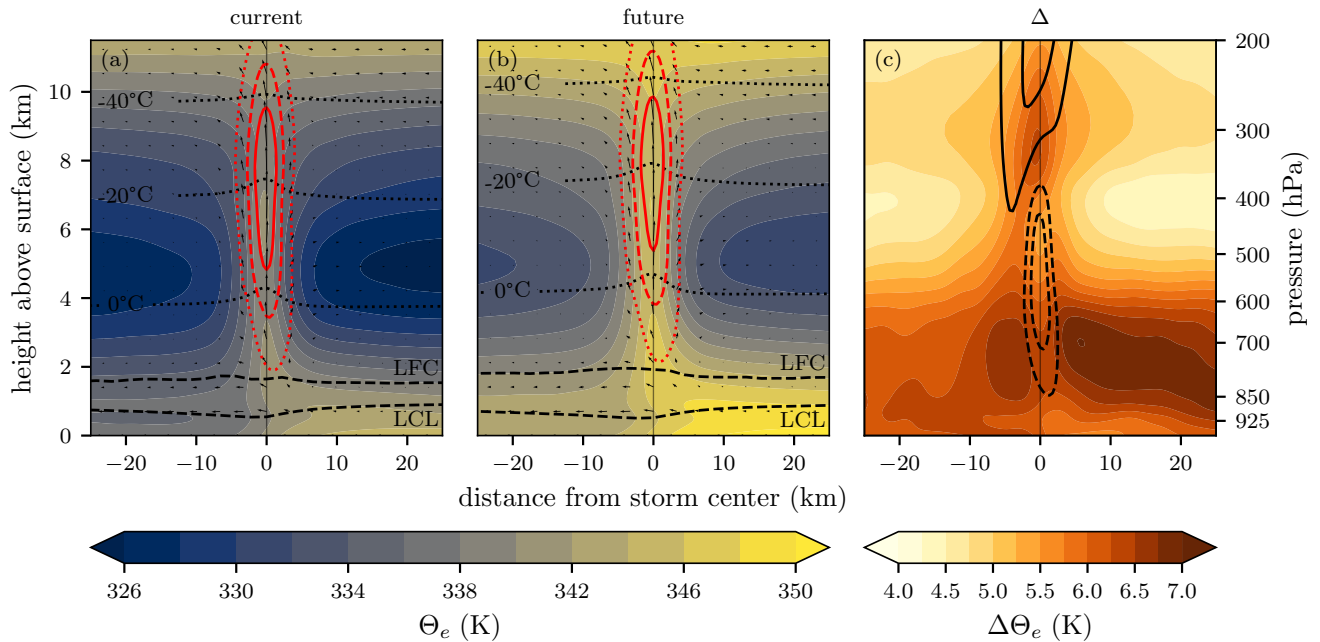 current future Δ
(a) (b) (c)
-40°C -40°C
-20°C -20°C
0°C 0°C
LFC LFC
LCL LCL
height above surface (km)
10
8
6
4
2
0
200
300
400
500
600
700
850
925
pressure (hPa)
−20 −10 0 10 20 −20 −10 0 10 20 −20 −10 0 10 20
distance from storm center (km)
326 330 334 338 342 346 350 4.0 4.5 5.0 5.5 6.0 6.5 7.0
Θe (K) ΔΘe (K)